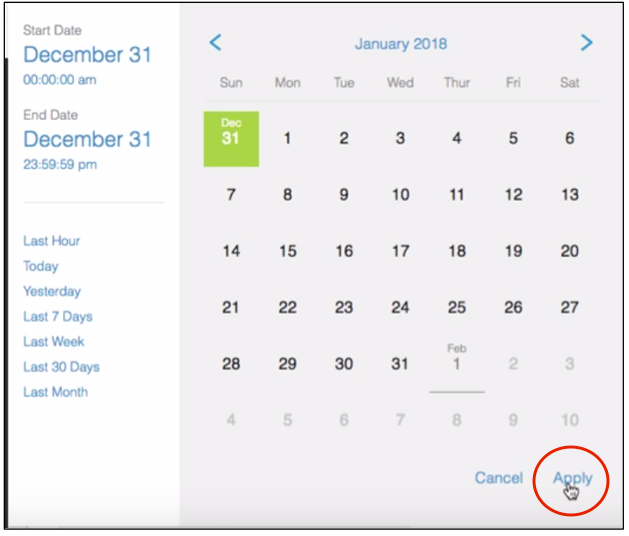 Start Date
December 31
00:00:00 am
End Date
December 31
23:59:59 pm
Last Hour
Today
Yesterday
Last 7 Days
Last Week
Last 30 Days
Last Month
January 2018
Sun Mon Tue Wed Thur Fri Sat
Dec
31 1 2 3 4 5 6
7 8 9 10 11 12 13
14 15 16 17 18 19 20
21 22 23 24 25 26 27
Feb
28 29 30 31 1 2 3
4 5 6 7 8 9 10
Cancel Apply